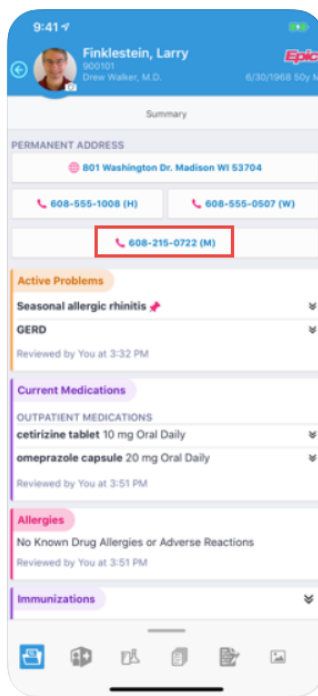 9:41
Finklestein, Larry
900101
Drew Walker, M.D.
Epic
6/30/1968 50y M
Summary
PERMANENT ADDRESS
801 Washington Dr. Madison WI 53704
608-555-1008 (H)
608-555-0507 (W)
608-215-0722 (M)
Active Problems
Seasonal allergic rhinitis
GERD
Reviewed by You at 3:32 PM
Current Medications
OUTPATIENT MEDICATIONS
cetirizine tablet 10 mg Oral Daily
omeprazole capsule 20 mg Oral Daily
Reviewed by You at 3:51 PM
Allergies
No Known Drug Allergies or Adverse Reactions
Reviewed by You at 3:51 PM
Immunizations